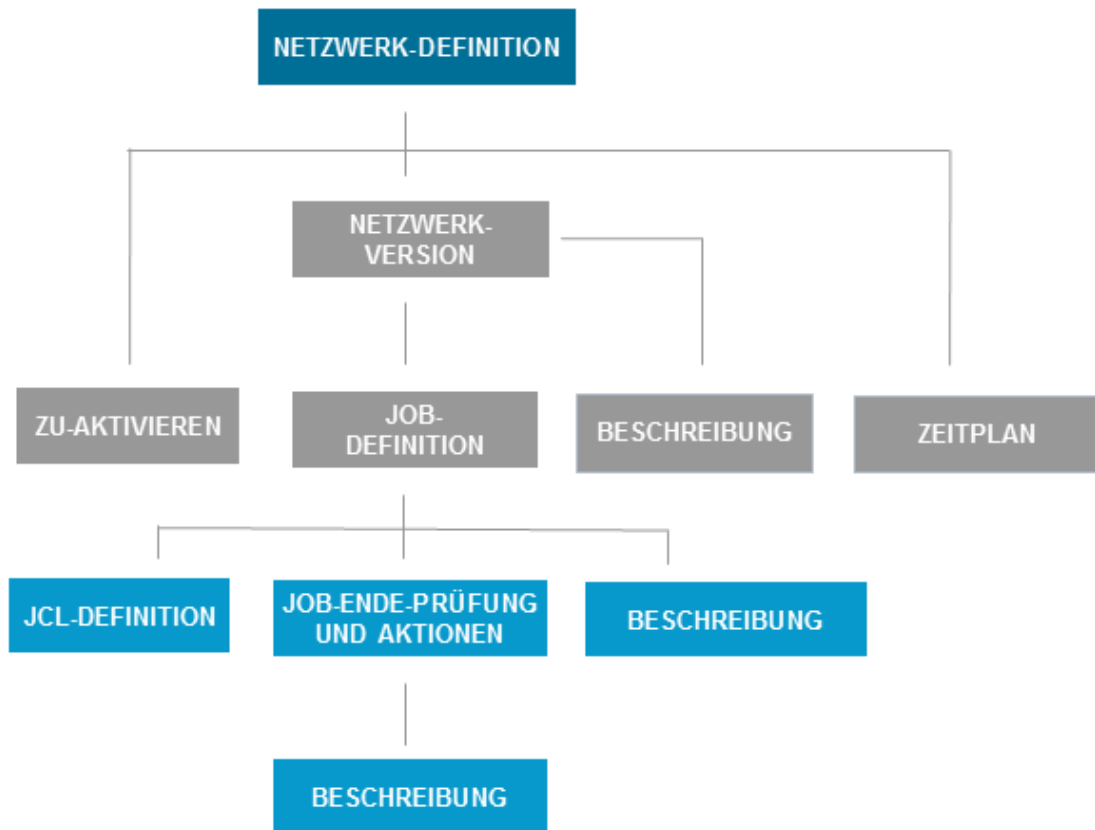 NETZWERK-DEFINITION
NETZWERK-
VERSION
ZU-AKTIVIEREN
JOB-
DEFINITION
BESCHREIBUNG
ZEITPLAN
JCL-DEFINITION
JOB-ENDE-PRÜFUNG
UND AKTIONEN
BESCHREIBUNG
BESCHREIBUNG